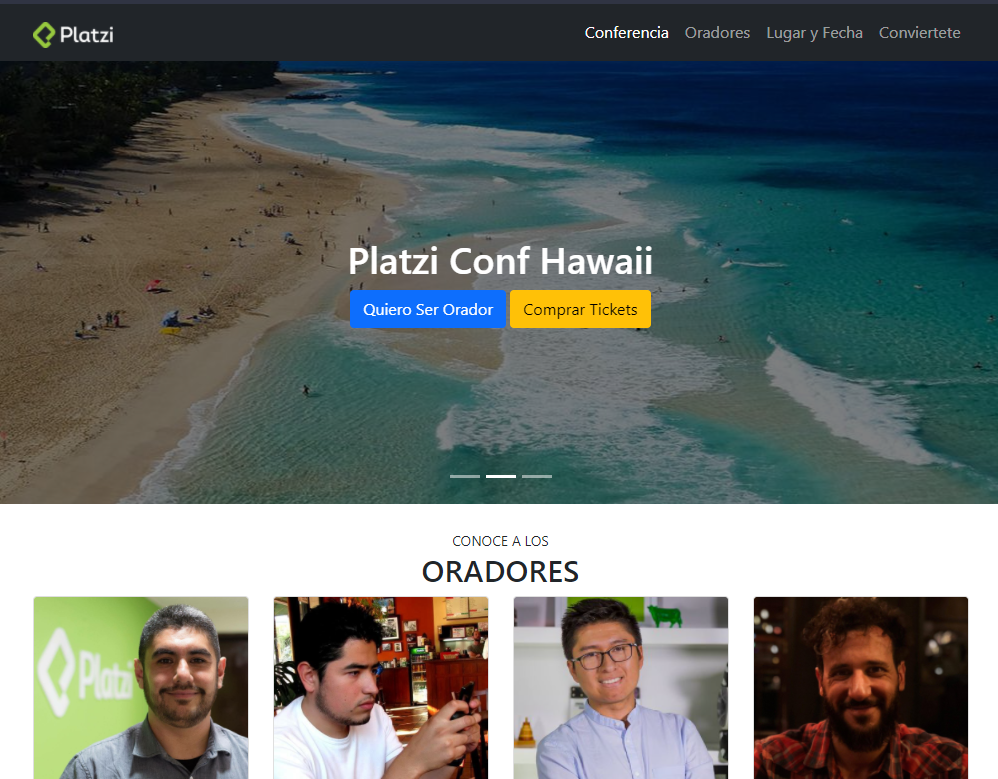 Platzi
Conferencia Oradores Lugar y Fecha Conviertete
Platzi Conf Hawaii
Quiero Ser Orador Comprar Tickets
CONOCE A LOS
ORADORES
Platzi